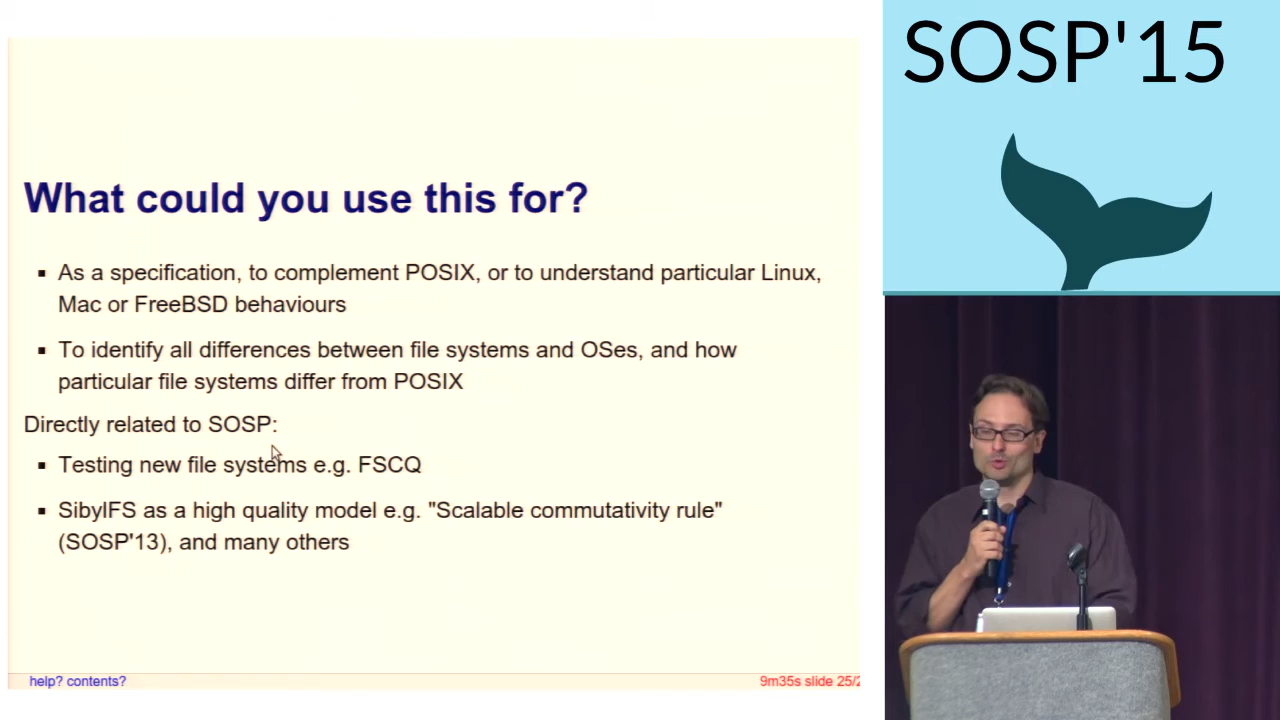 SOSP'15
What could you use this for?
As a specification, to complement POSIX, or to understand particular Linux,
Mac or FreeBSD behaviours
To identify all differences between file systems and OSes, and how
particular file systems differ from POSIX
Directly related to SOSP:
Testing new file systems e.g. FSCQ
SibylFS as a high quality model e.g. "Scalable commutativity rule"
(SOSP'13), and many others
help? contents?
9m35s slide 25/2